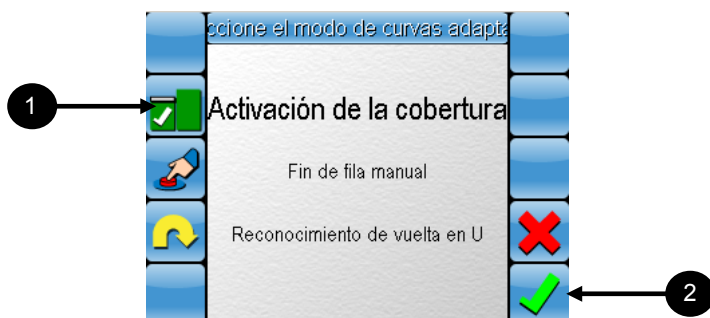 ccione el modo de curvas adapta
1
Activación de la cobertura
Fin de fila manual
Reconocimiento de vuelta en U
2